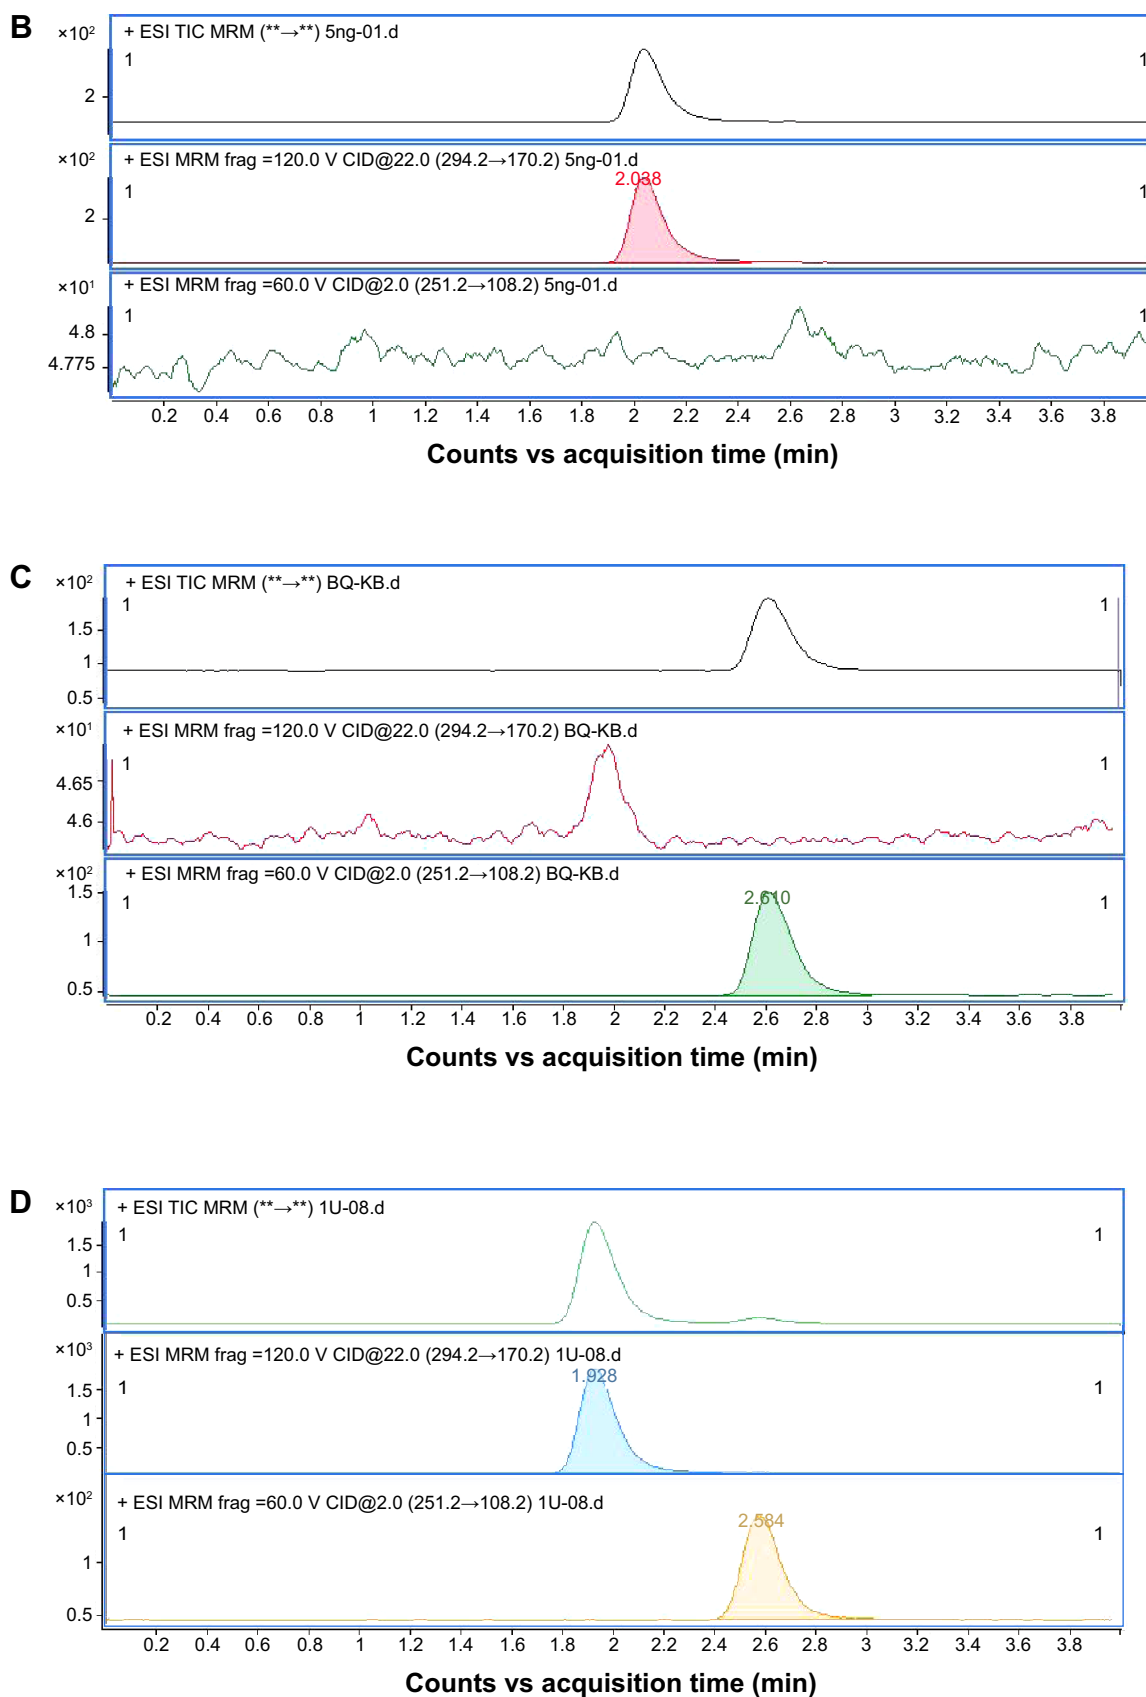 B
×10²
+ ESI TIC MRM (**→**) 5ng-01.d
1
1
2
×10²
+ ESI MRM frag =120.0 V CID@22.0 (294.2→170.2) 5ng-01.d
2.038
1
1
2
×10¹
+ ESI MRM frag =60.0 V CID@2.0 (251.2→108.2) 5ng-01.d
1
1
4.8
4.775
0.2 0.4 0.6 0.8 1 1.2 1.4 1.6 1.8 2 2.2 2.4 2.6 2.8 3 3.2 3.4 3.6 3.8
Counts vs acquisition time (min)
C
×10²
+ ESI TIC MRM (**→**) BQ-KB.d
1
1
1.5
1
0.5
×10¹
+ ESI MRM frag =120.0 V CID@22.0 (294.2→170.2) BQ-KB.d
1
1
4.65
4.6
×10²
+ ESI MRM frag =60.0 V CID@2.0 (251.2→108.2) BQ-KB.d
1.5
2.610
1
1
1
0.5
0.2 0.4 0.6 0.8 1 1.2 1.4 1.6 1.8 2 2.2 2.4 2.6 2.8 3 3.2 3.4 3.6 3.8
Counts vs acquisition time (min)
D
×10³
+ ESI TIC MRM (**→**) 1U-08.d
1
1
1.5
1
0.5
×10³
+ ESI MRM frag =120.0 V CID@22.0 (294.2→170.2) 1U-08.d
1.928
1
1
1.5
1
0.5
×10²
+ ESI MRM frag =60.0 V CID@2.0 (251.2→108.2) 1U-08.d
2.584
1
1
1
0.5
0.2 0.4 0.6 0.8 1 1.2 1.4 1.6 1.8 2 2.2 2.4 2.6 2.8 3 3.2 3.4 3.6 3.8
Counts vs acquisition time (min)